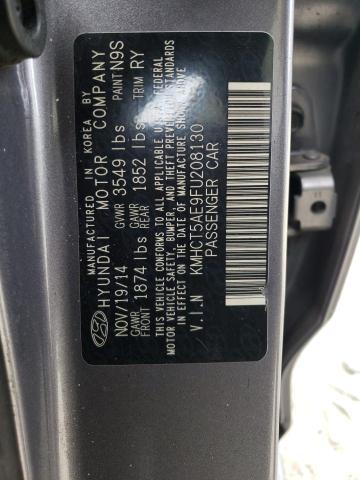 MANUFACTURED IN KOREA BY
HYUNDAI MOTOR COMPANY
NOV/19/14 GVWR 3549 lbs PAINT N9S
GAWR FRONT 1874 lbs GAWR REAR 1852 lbs TRIM RY
THIS VEHICLE CONFORMS TO ALL APPLICABLE U.S. FEDERAL
MOTOR VEHICLE SAFETY, BUMPER, AND THEFT PREVENTION
STANDARDS IN EFFECT ON THE DATE OF MANUFACTURE
SHOWN ABOVE.
V.I.N KMHCT5AE9FU208130
PASSENGER CAR